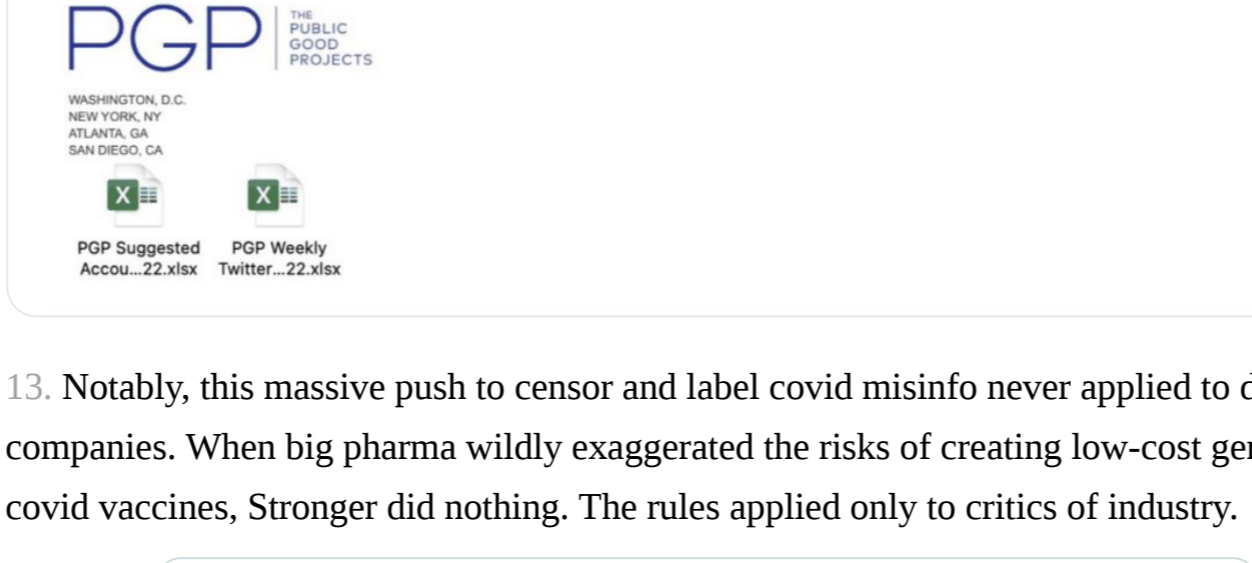 PGP
THE
PUBLIC
GOOD
PROJECTS
WASHINGTON, D.C.
NEW YORK, NY
ATLANTA, GA
SAN DIEGO, CA
X X
PGP Suggested PGP Weekly
Accou...22.xlsx Twitter...22.xlsx
13. Notably, this massive push to censor and label covid misinfo never applied to
companies. When big pharma wildly exaggerated the risks of creating low-cost
covid vaccines, Stronger did nothing. The rules applied only to critics of industry.